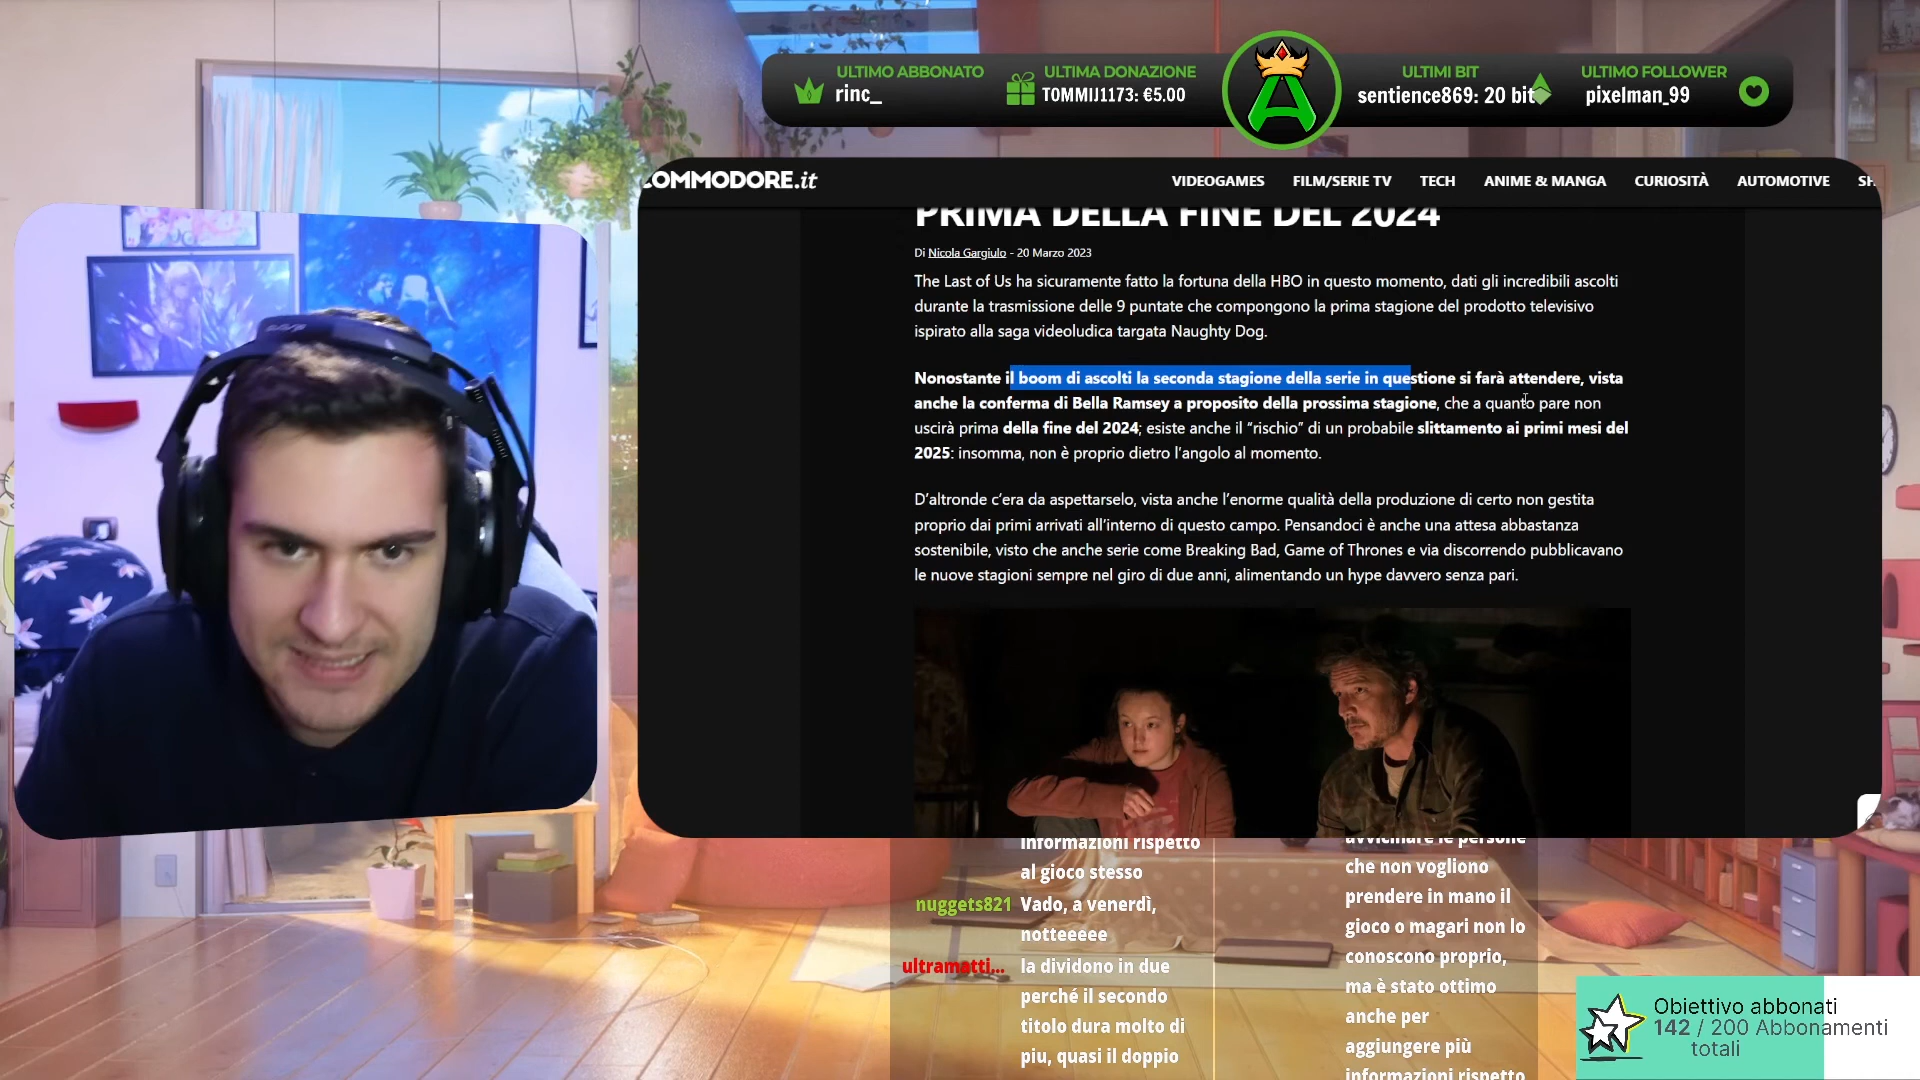 ULTIMO ABBONATO
rinc_
ULTIMA DONAZIONE
TOMMIJ1173: €5.00
A
ULTIMI BIT
sentience869: 20 bit
ULTIMO FOLLOWER
pixelman_99
COMMODORE.it
VIDEOGAMES FILM/SERIE TV TECH ANIME & MANGA CURIOSITÀ AUTOMOTIVE
PRIMA DELLA FINE DEL 2024
Di Nicola Gargiulo - 20 Marzo 2023
The Last of Us ha sicuramente fatto la fortuna della HBO in questo momento, dati gli incredibili ascolti
durante la trasmissione delle 9 puntate che compongono la prima stagione del prodotto televisivo
ispirato alla saga videoludica targata Naughty Dog.
Nonostante il boom di ascolti la seconda stagione della serie in questione si farà attendere, vista
anche la conferma di Bella Ramsey a proposito della prossima stagione, che a quanto pare non
uscirà prima della fine del 2024; esiste anche il “rischio” di un probabile slittamento ai primi mesi del
2025: insomma, non è proprio dietro l’angolo al momento.
D’altronde c’era da aspettarselo, vista anche l’enorme qualità della produzione di certo non gestita
proprio dai primi arrivati all’interno di questo campo. Pensandoci è anche una attesa abbastanza
sostenibile, visto che anche serie come Breaking Bad, Game of Thrones e via discorrendo pubblicavano
le nuove stagioni sempre nel giro di due anni, alimentando un hype davvero senza pari.
informazioni rispetto
al gioco stesso
nuggets821 Vado, a venerdì,
notteeeee
ultramatti... la dividono in due
perché il secondo
titolo dura molto di
piu, quasi il doppio
avvicinare le persone
che non vogliono
prendere in mano il
gioco o magari non lo
conoscono proprio,
ma è stato ottimo
anche per
aggiungere più
informazioni rispetto
Obiettivo abbonati
142 / 200 Abbonamenti
totali